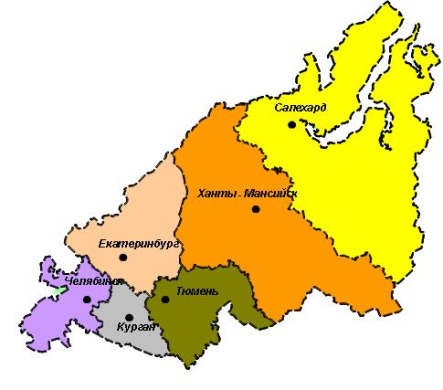 Салехард
Ханты - Мансийск
Екатеринбург
Челябинск
Тюмень
Курган